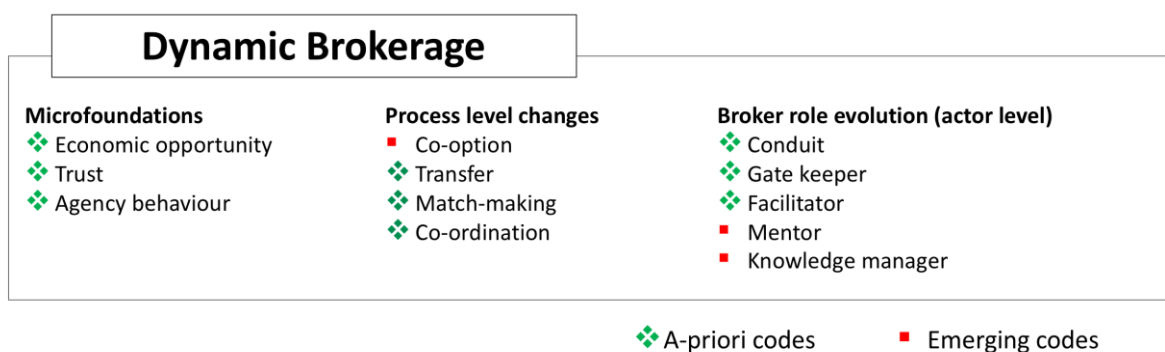 Dynamic Brokerage
Microfoundations
Economic opportunity
Trust
Agency behaviour
Process level changes
Co-option
Transfer
Match-making
Co-ordination
Broker role evolution (actor level)
Conduit
Gate keeper
Facilitator
Mentor
Knowledge manager
A-priori codes
Emerging codes